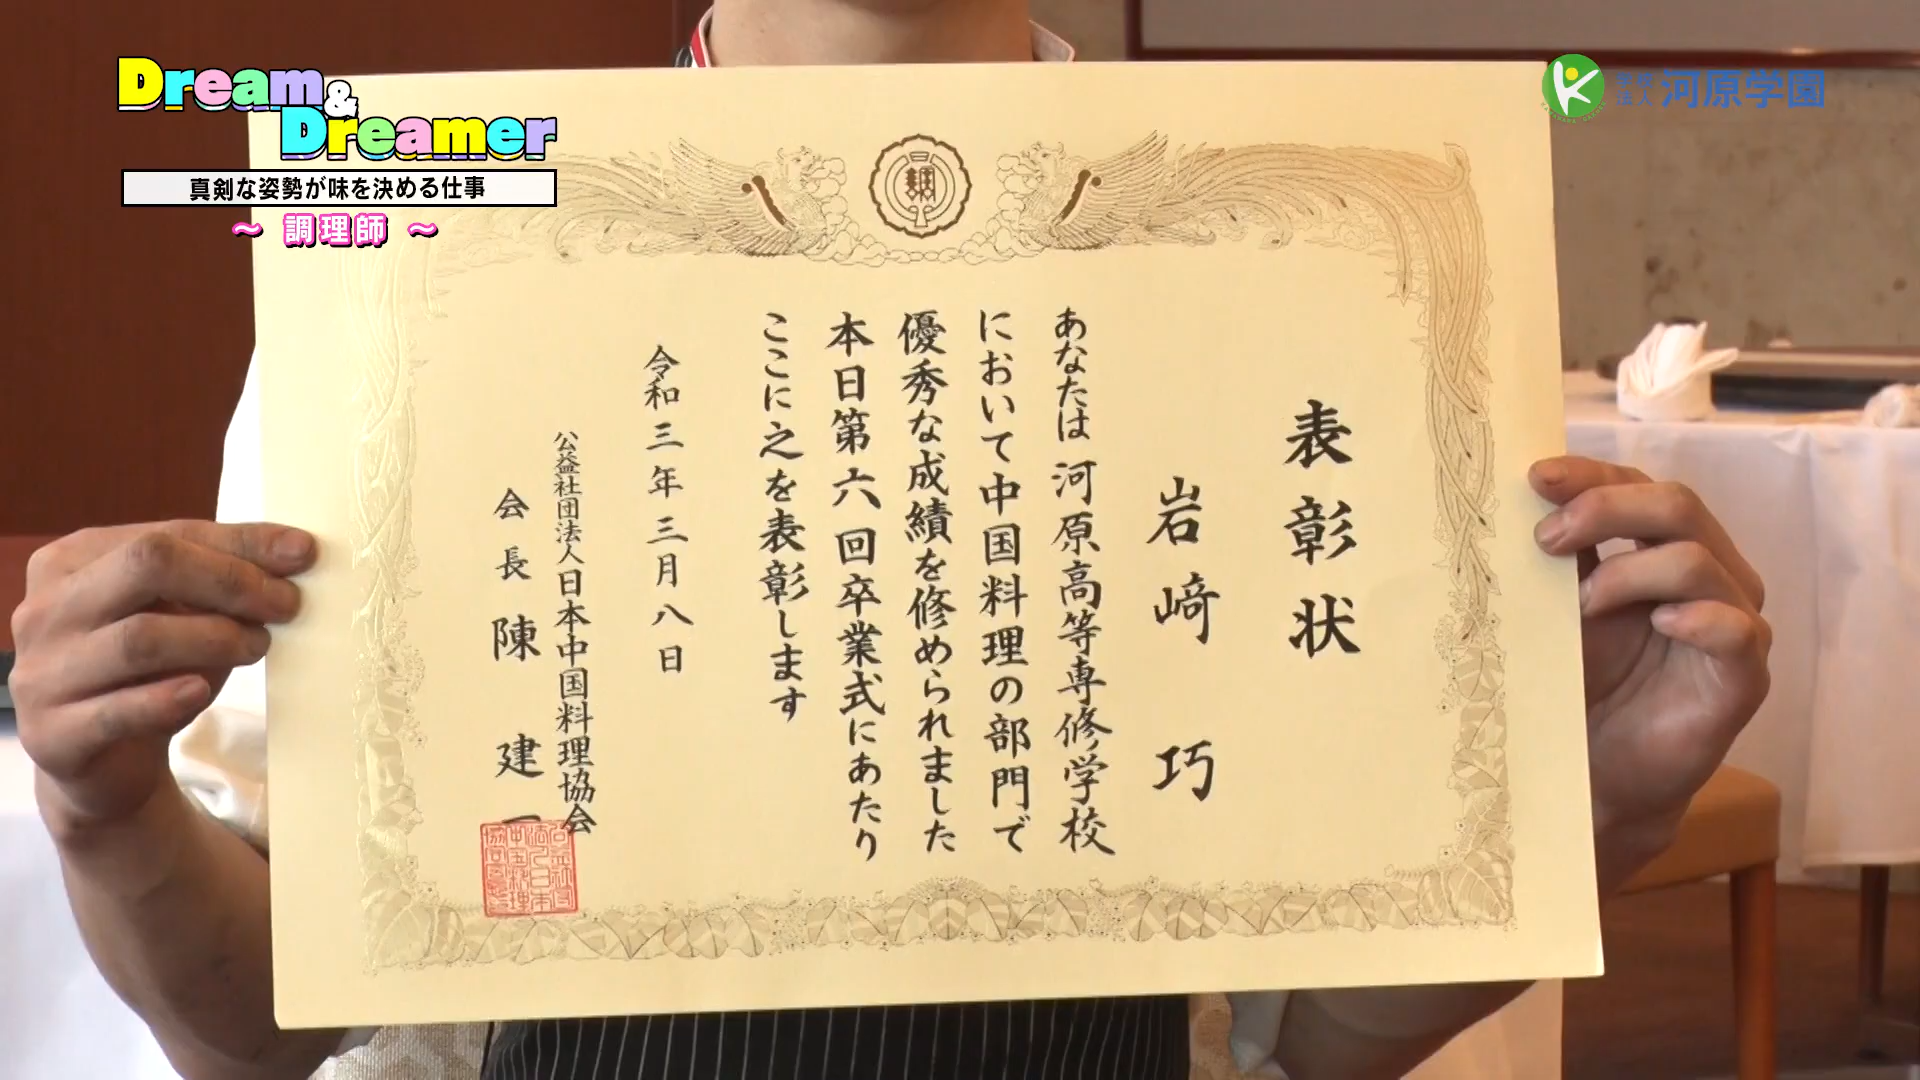 Dream
&
Dreamer
真剣な姿勢が味を決める仕事
～ 調理師 ～
K
学校
法人
河原学園
表彰状
岩﨑 巧
あなたは河原高等専修学校
において中国料理の部門で
優秀な成績を修められました
本日第六回卒業式にあたり
ここに之を表彰します
令和三年三月八日
公益社団法人日本中国料理協会
会長 陳 建一